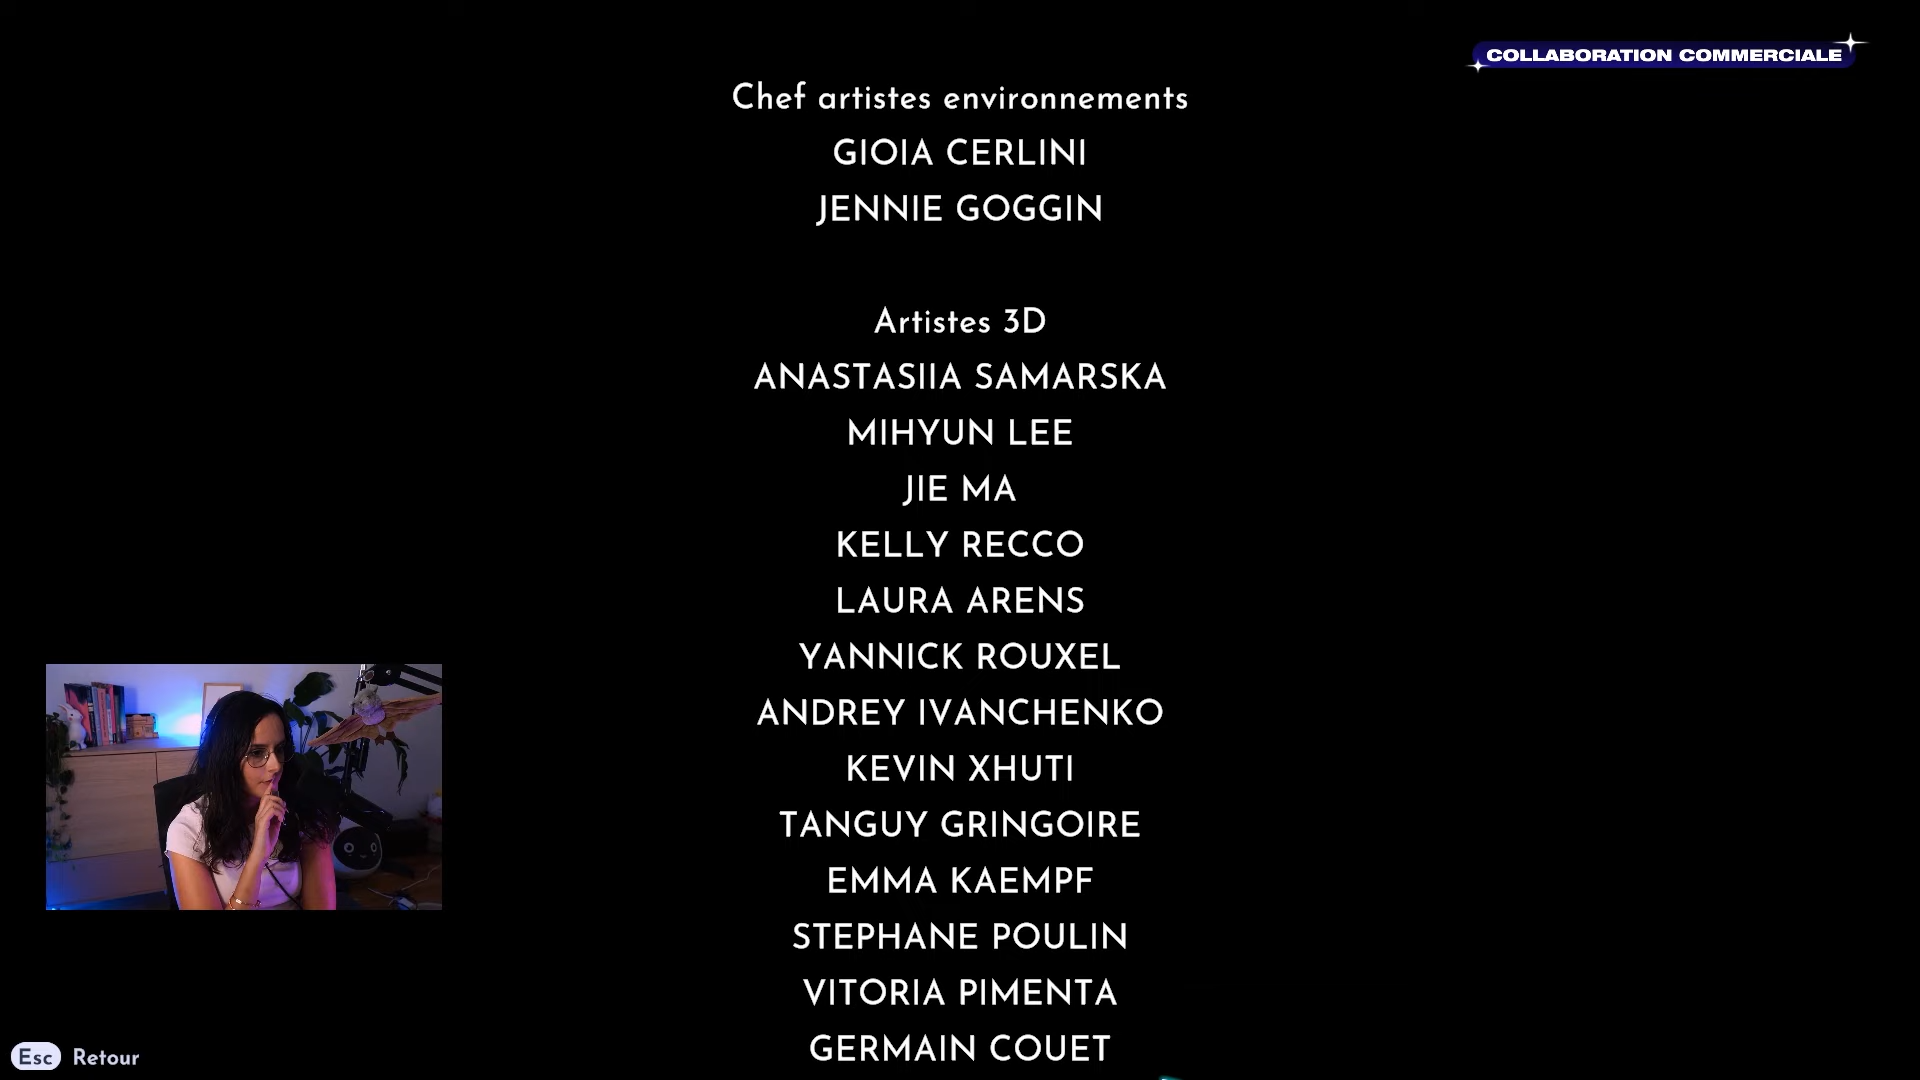 COLLABORATION COMMERCIALE
Chef artistes environnements
GIOIA CERLINI
JENNIE GOGGIN
Artistes 3D
ANASTASIIA SAMARSKA
MIHYUN LEE
JIE MA
KELLY RECCO
LAURA ARENS
YANNICK ROUXEL
ANDREY IVANCHENKO
KEVIN XHUTI
TANGUY GRINGOIRE
EMMA KAEMPF
STEPHANE POULIN
VITORIA PIMENTA
GERMAIN COUET
Esc Retour